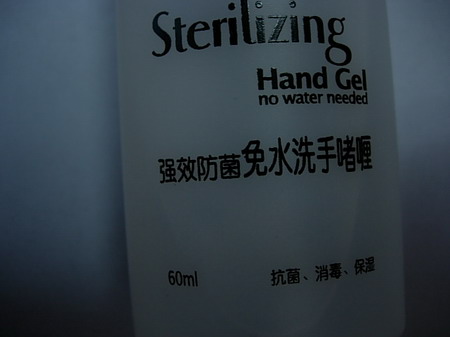 Sterilizing
Hand Gel
no water needed
强效防菌免水洗手啫喱
60ml 抗菌、消毒、保湿